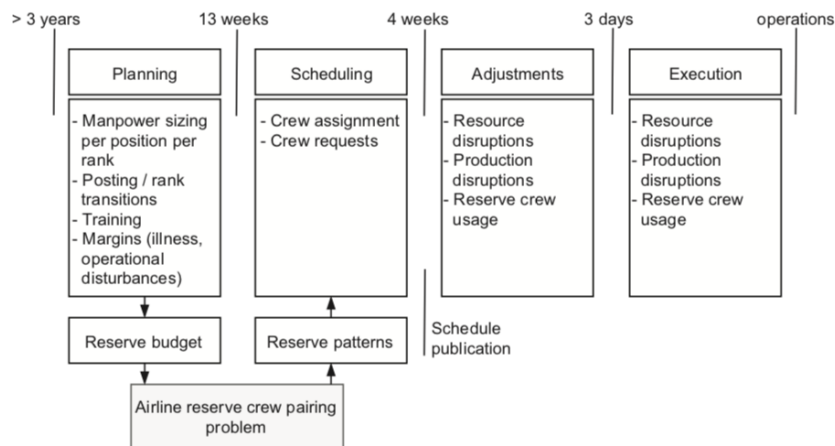 > 3 years
13 weeks
4 weeks
3 days
operations
Planning
Scheduling
Adjustments
Execution
- Manpower sizing
per position per
rank
- Posting / rank
transitions
- Training
- Margins (illness,
operational
disturbances)
- Crew assignment
- Crew requests
- Resource
disruptions
- Production
disruptions
- Reserve crew
usage
- Resource
disruptions
- Production
disruptions
- Reserve crew
usage
Reserve budget
Reserve patterns
Schedule
publication
Airline reserve crew pairing
problem